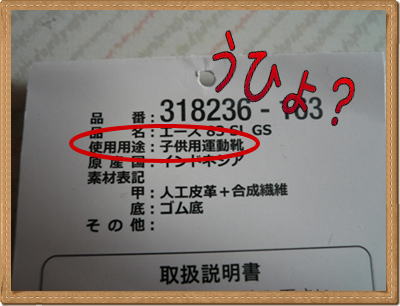 うひょ?
品 番：318236-163
品 名：エース 83 SI GS
使用用途：子供用運動靴
原 産 国：インドネシア
素材表記
甲：人工皮革＋合成繊維
底：ゴム底
そ の 他：
取扱説明書